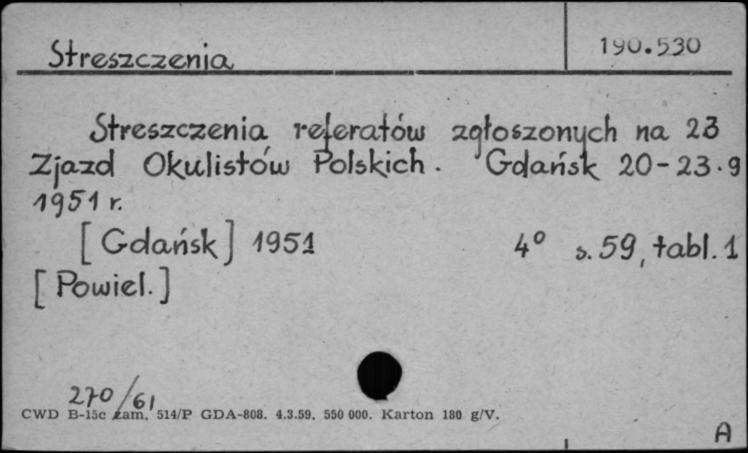 Streszczenia 190.530
Streszczenia referatów zgłoszonych na 23
Zjazd Okulistów Polskich. Gdańsk 20-23.9
1951 r.
[Gdańsk] 1951 4° s. 59, tabl. 1
[Powiel.]
270/61
CWD B-15c zam. 514/P GDA-808. 4.3.59. 550 000. Karton 180 g/V.
A